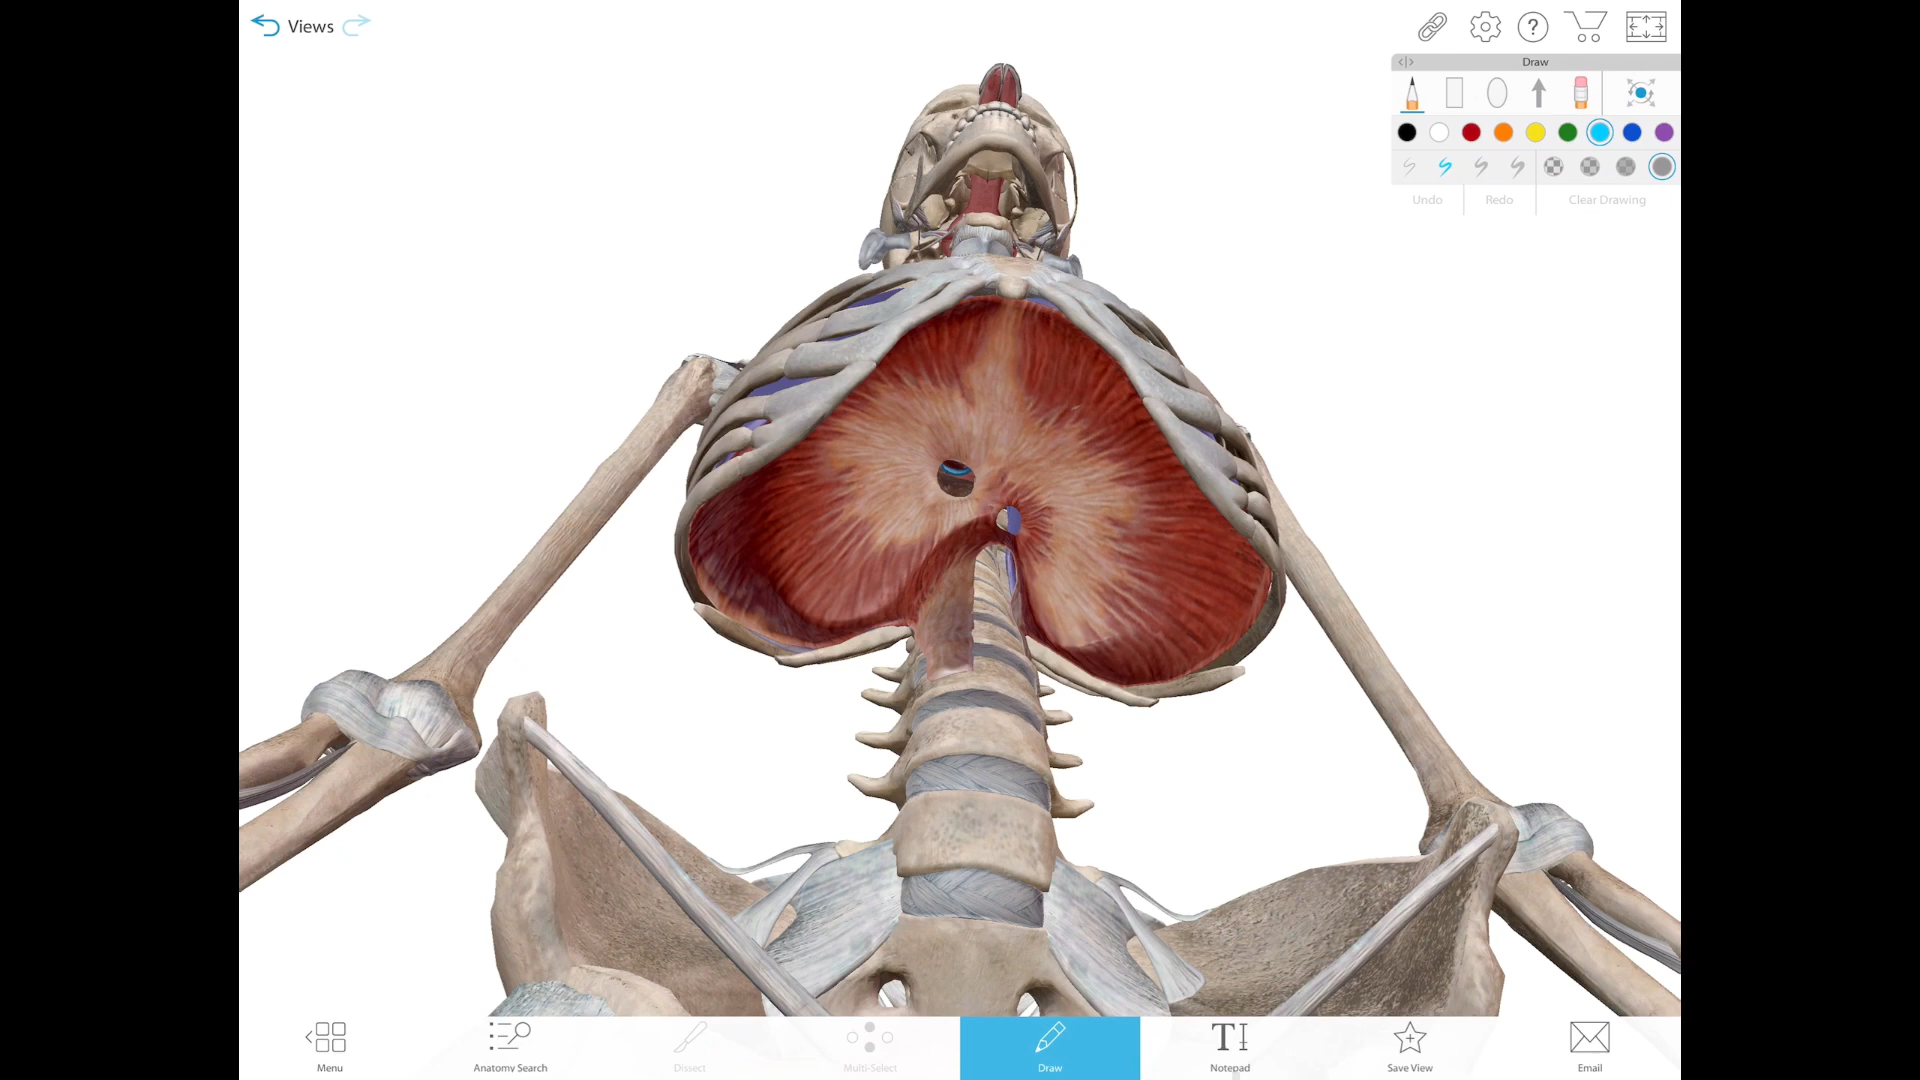 Views
Draw
Undo Redo Clear Drawing
Menu Anatomy Search Dissect Multi-Select Draw Notepad Save View Email